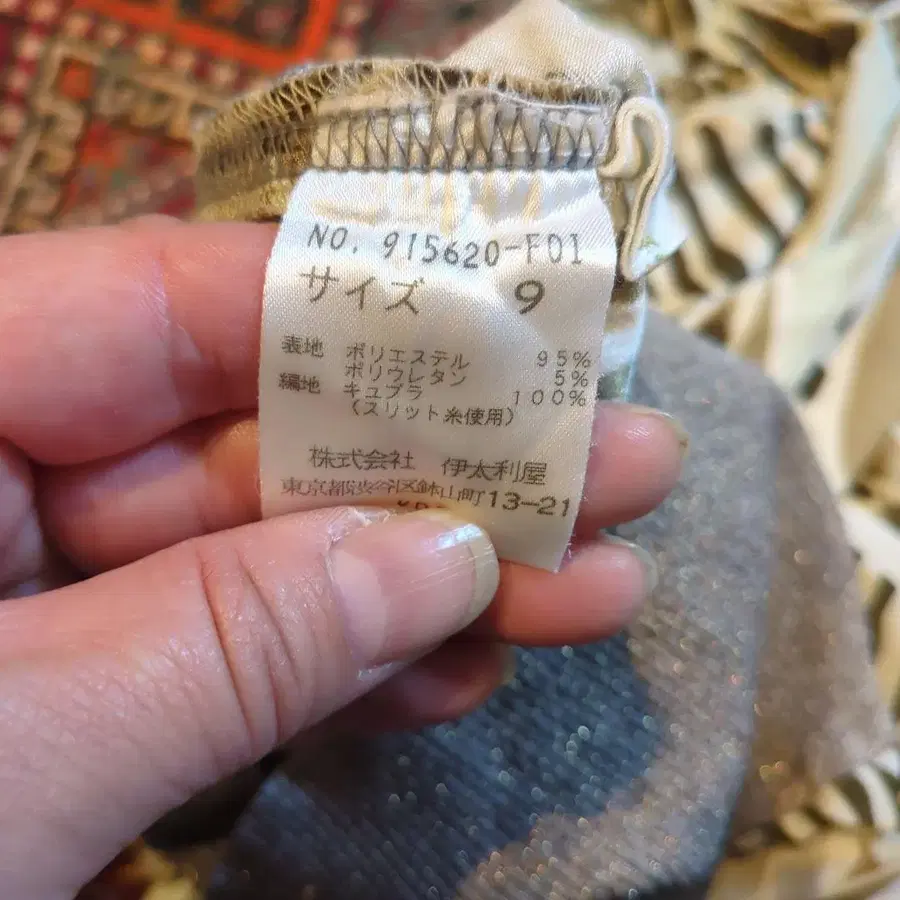 NO. 915620-F01
サイズ 9
表地 ポリエステル 95%
ポリウレタン 5%
編地 キュプラ 100%
(スリット糸使用)
株式会社 伊太利屋
東京都渋谷区鉢山町13-21